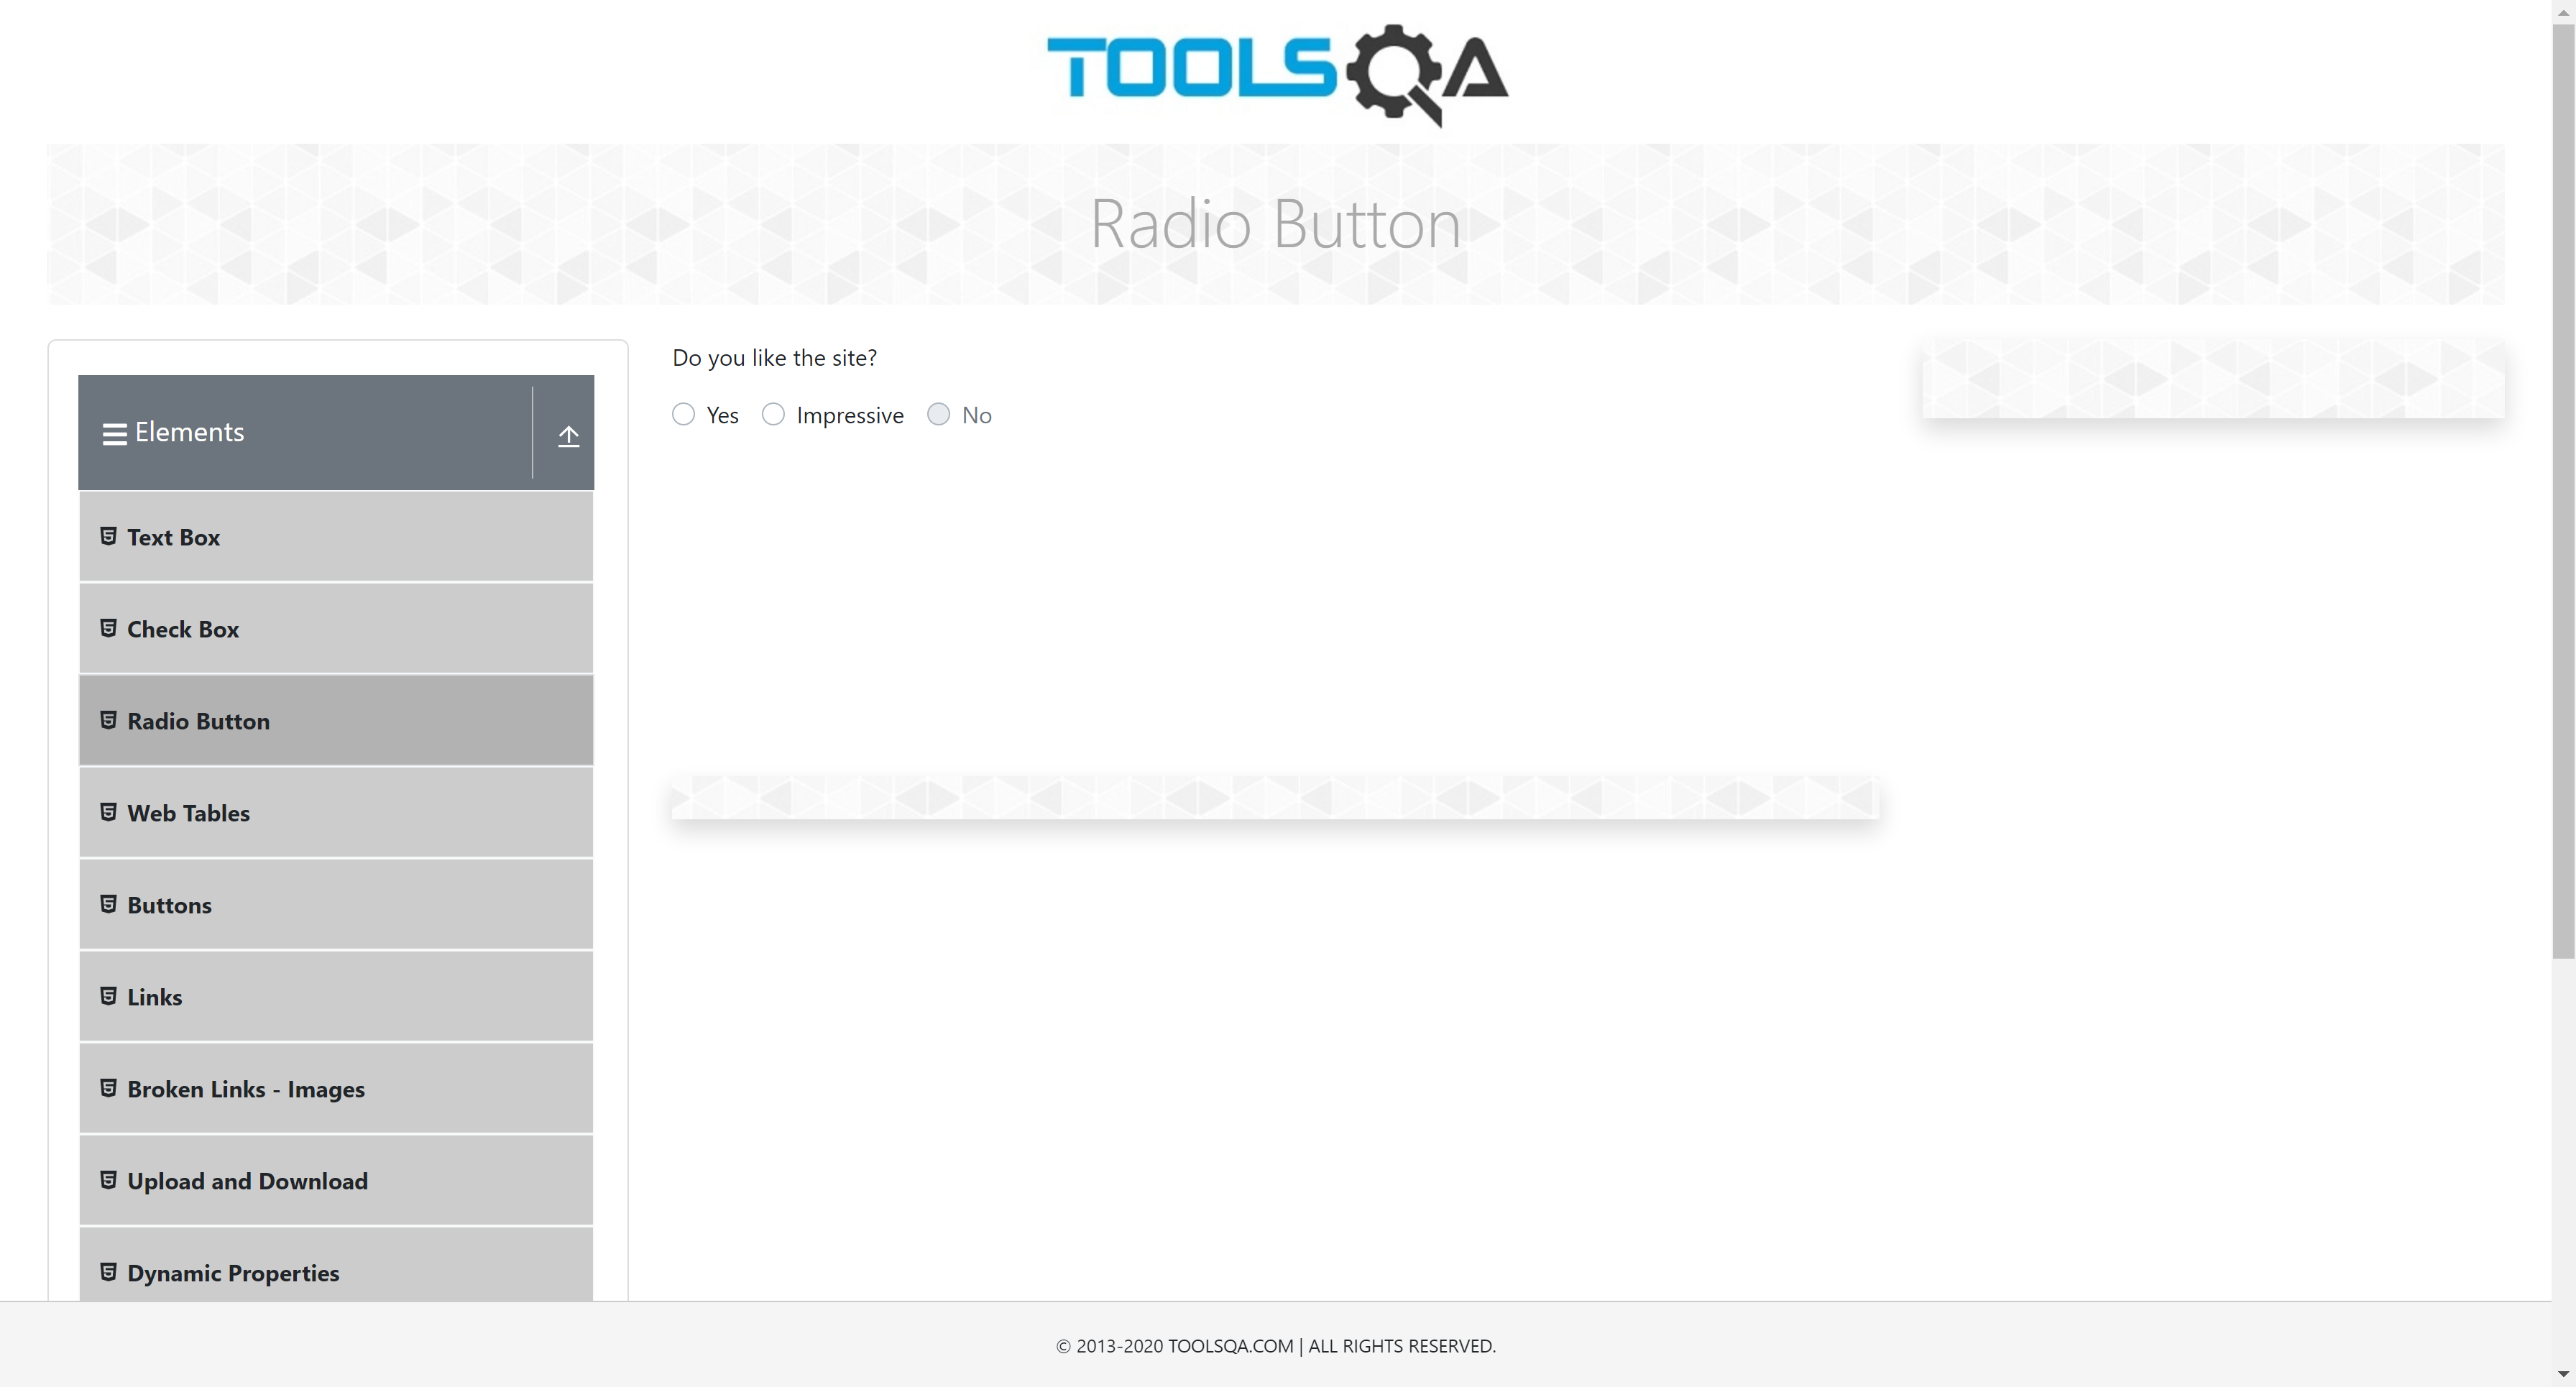 TOOLSQA
Radio Button
Elements
Text Box
Check Box
Radio Button
Web Tables
Buttons
Links
Broken Links - Images
Upload and Download
Dynamic Properties
Do you like the site?
Yes Impressive No
© 2013-2020 TOOLSQA.COM | ALL RIGHTS RESERVED.